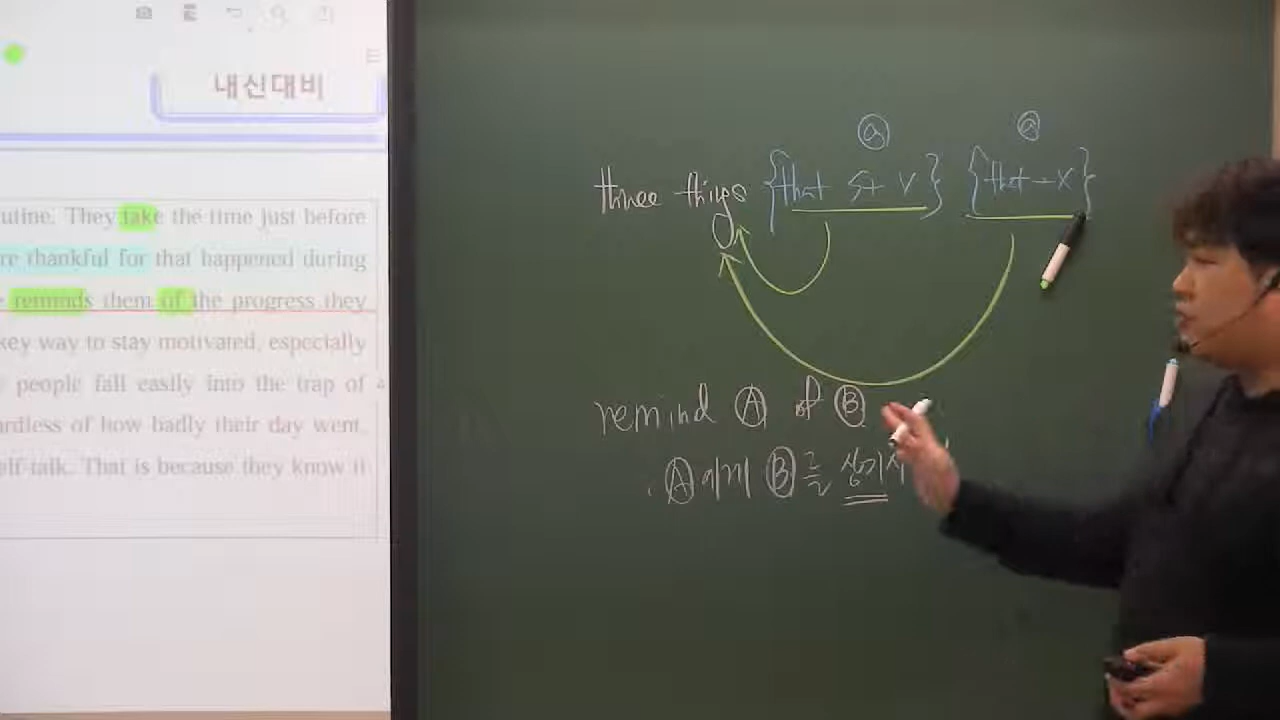 내신대비
utine. They take the time just before
re thankful for that happened during
e reminds them of the progress they
key way to stay motivated, especially
people fall easily into the trap of
ardless of how badly their day went,
elf-talk. That is because they know it
ⓐ ⓐ
three things {that S+ V} {that — X}
remind Ⓐ of Ⓑ
Ⓐ에게 Ⓑ를 상기시